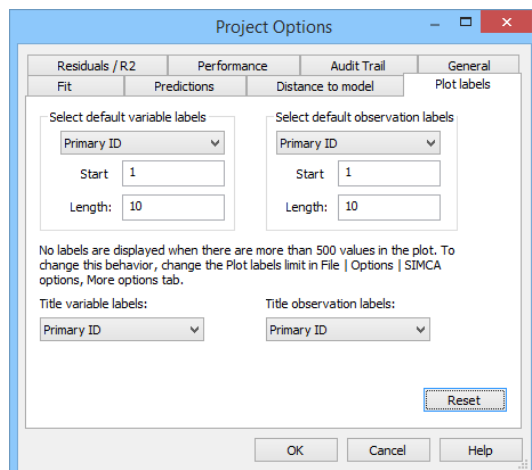 Project Options
Residuals / R2 Performance Audit Trail General
Fit Predictions Distance to model Plot labels
Select default variable labels Select default observation labels
Primary ID Primary ID
Start 1 Start 1
Length: 10 Length: 10
No labels are displayed when there are more than 500 values in the plot. To
change this behavior, change the Plot labels limit in File | Options | SIMCA
options, More options tab.
Title variable labels: Title observation labels:
Primary ID Primary ID
Reset
OK Cancel Help